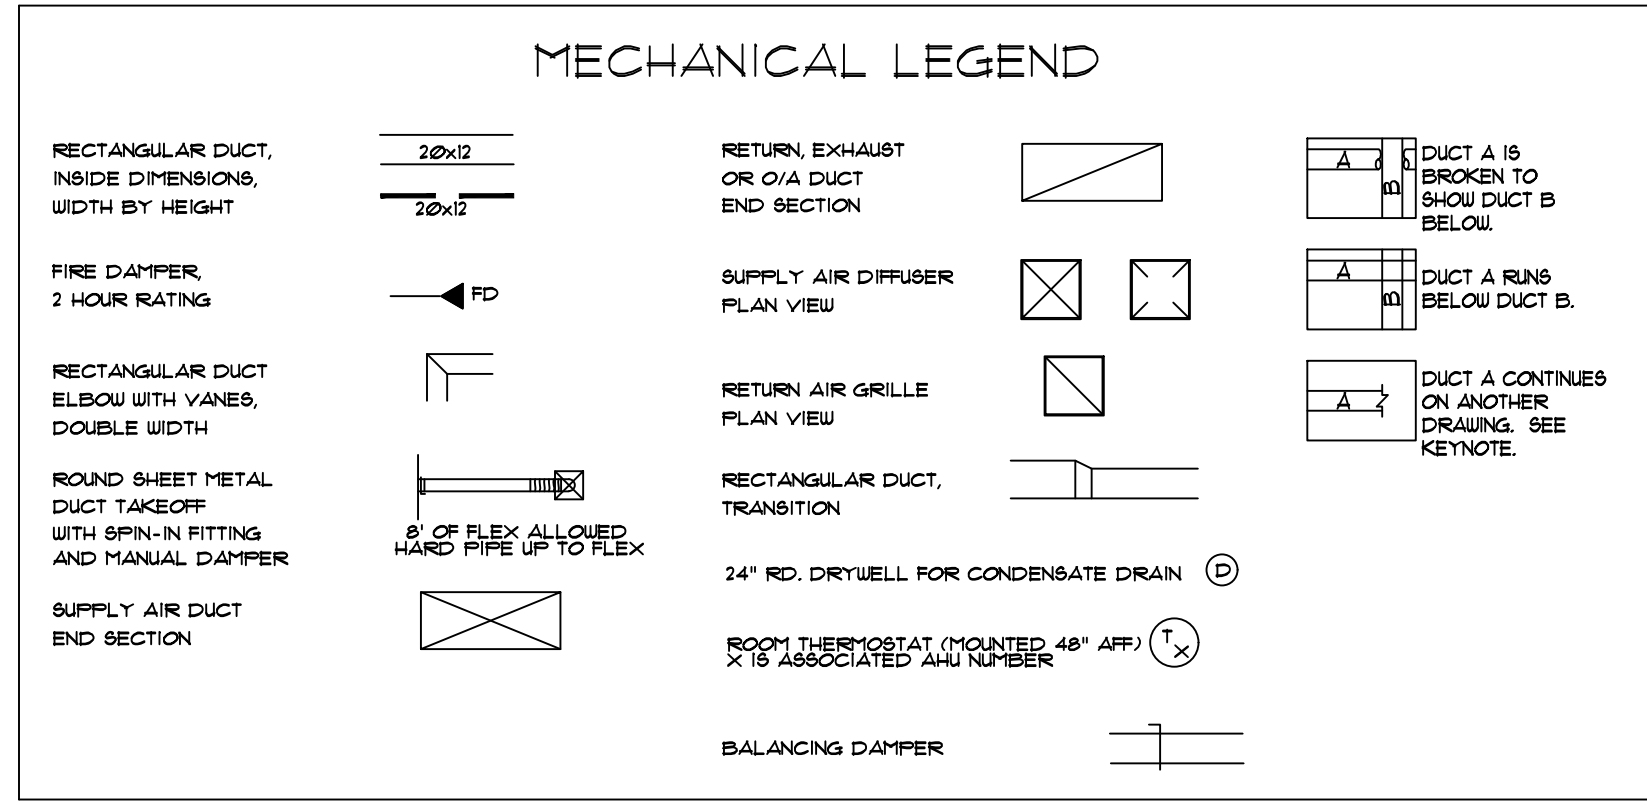 MECHANICAL LEGEND
RECTANGULAR DUCT,
INSIDE DIMENSIONS,
WIDTH BY HEIGHT
20x12
20x12
FIRE DAMPER,
2 HOUR RATING
FD
RECTANGULAR DUCT
ELBOW WITH VANES,
DOUBLE WIDTH
ROUND SHEET METAL
DUCT TAKEOFF
WITH SPIN-IN FITTING
AND MANUAL DAMPER
8' OF FLEX ALLOWED
HARD PIPE UP TO FLEX
SUPPLY AIR DUCT
END SECTION
RETURN, EXHAUST
OR O/A DUCT
END SECTION
SUPPLY AIR DIFFUSER
PLAN VIEW
RETURN AIR GRILLE
PLAN VIEW
RECTANGULAR DUCT,
TRANSITION
24" RD. DRYWELL FOR CONDENSATE DRAIN
D
ROOM THERMOSTAT (MOUNTED 48" AFF)
X IS ASSOCIATED AHU NUMBER
T
X
BALANCING DAMPER
A
B
DUCT A IS
BROKEN TO
SHOW DUCT B
BELOW.
A
B
DUCT A RUNS
BELOW DUCT B.
A
DUCT A CONTINUES
ON ANOTHER
DRAWING. SEE
KEYNOTE.